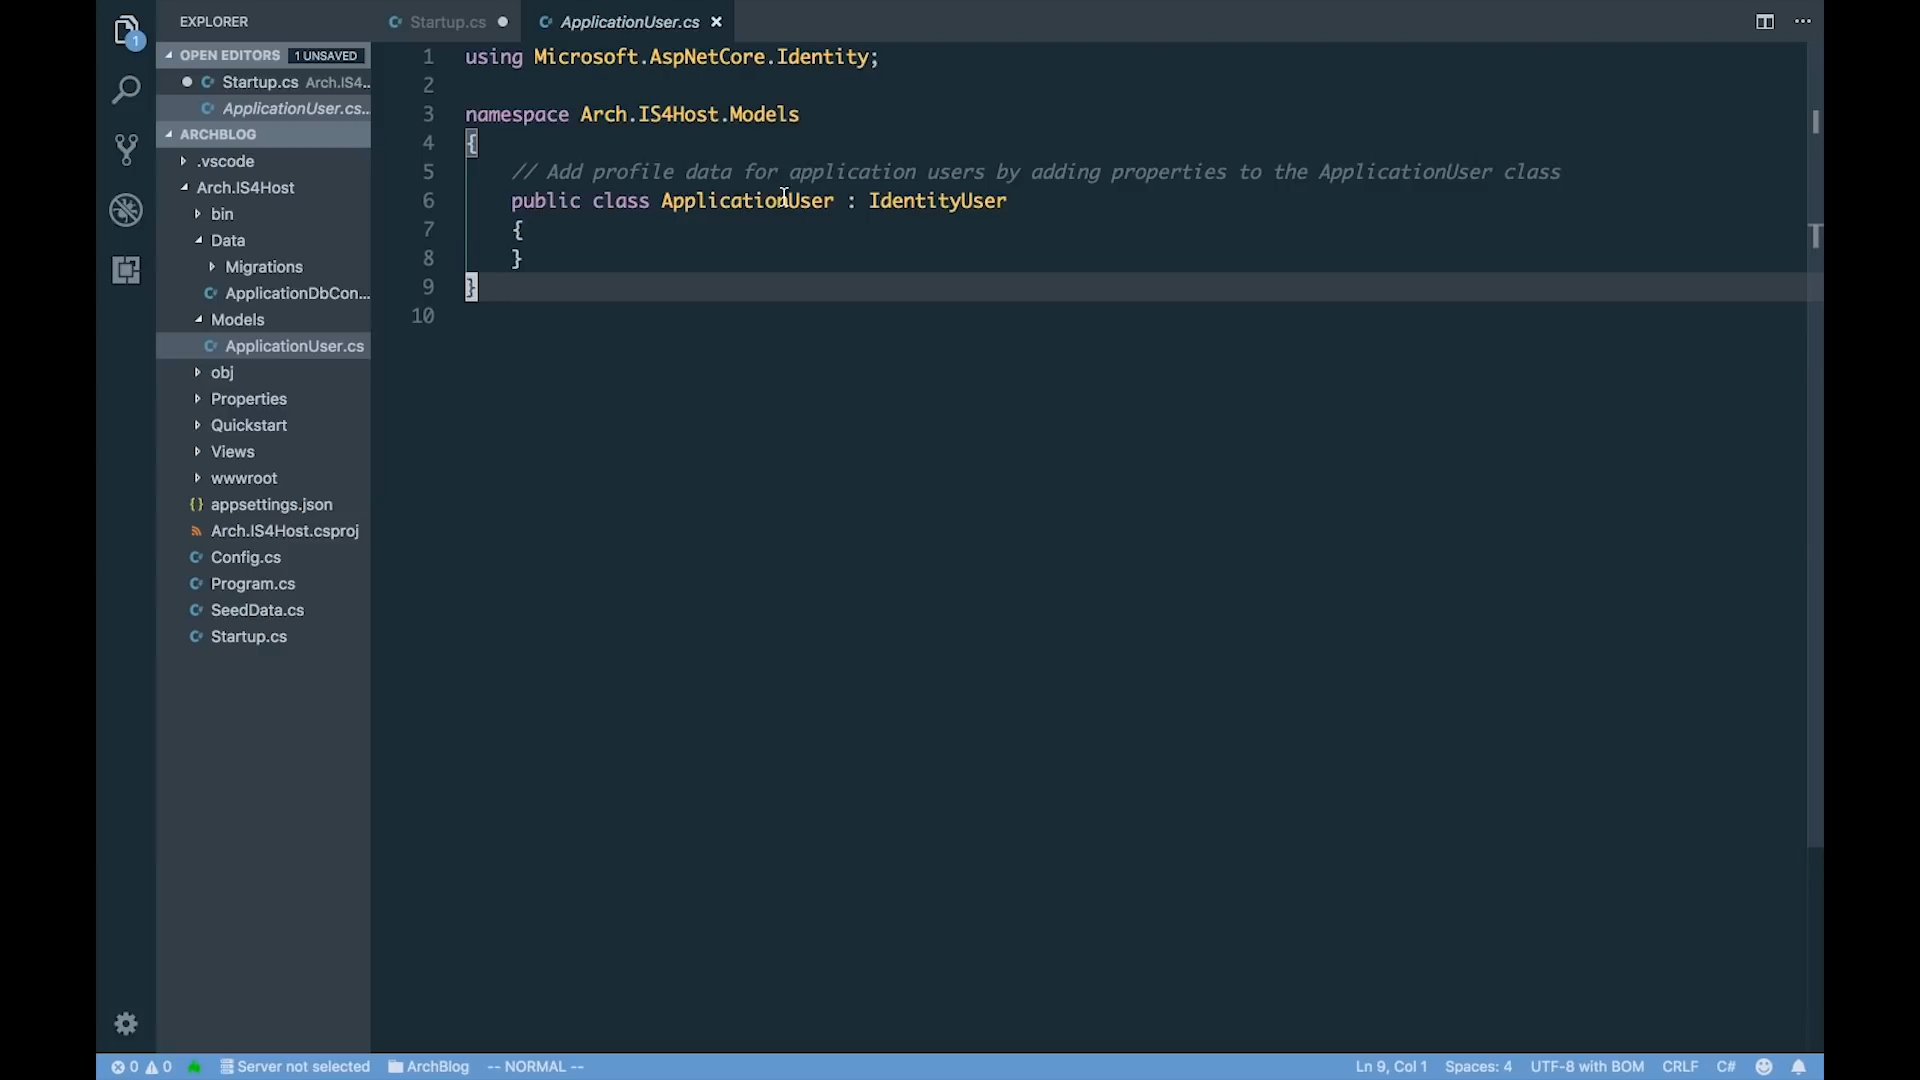 EXPLORER
OPEN EDITORS 1 UNSAVED
Startup.cs Arch.IS4...
ApplicationUser.cs...
ARCHBLOG
.vscode
Arch.IS4Host
bin
Data
Migrations
ApplicationDbCon...
Models
ApplicationUser.cs
obj
Properties
Quickstart
Views
wwwroot
appsettings.json
Arch.IS4Host.csproj
Config.cs
Program.cs
SeedData.cs
Startup.cs
1
Startup.cs
ApplicationUser.cs
1 using Microsoft.AspNetCore.Identity;
2
3 namespace Arch.IS4Host.Models
4 {
5 // Add profile data for application users by adding properties to the ApplicationUser class
6 public class ApplicationUser : IdentityUser
7 {
8 }
9 }
10
0 0 Server not selected ArchBlog -- NORMAL -- Ln 9, Col 1 Spaces: 4 UTF-8 with BOM CRLF C#